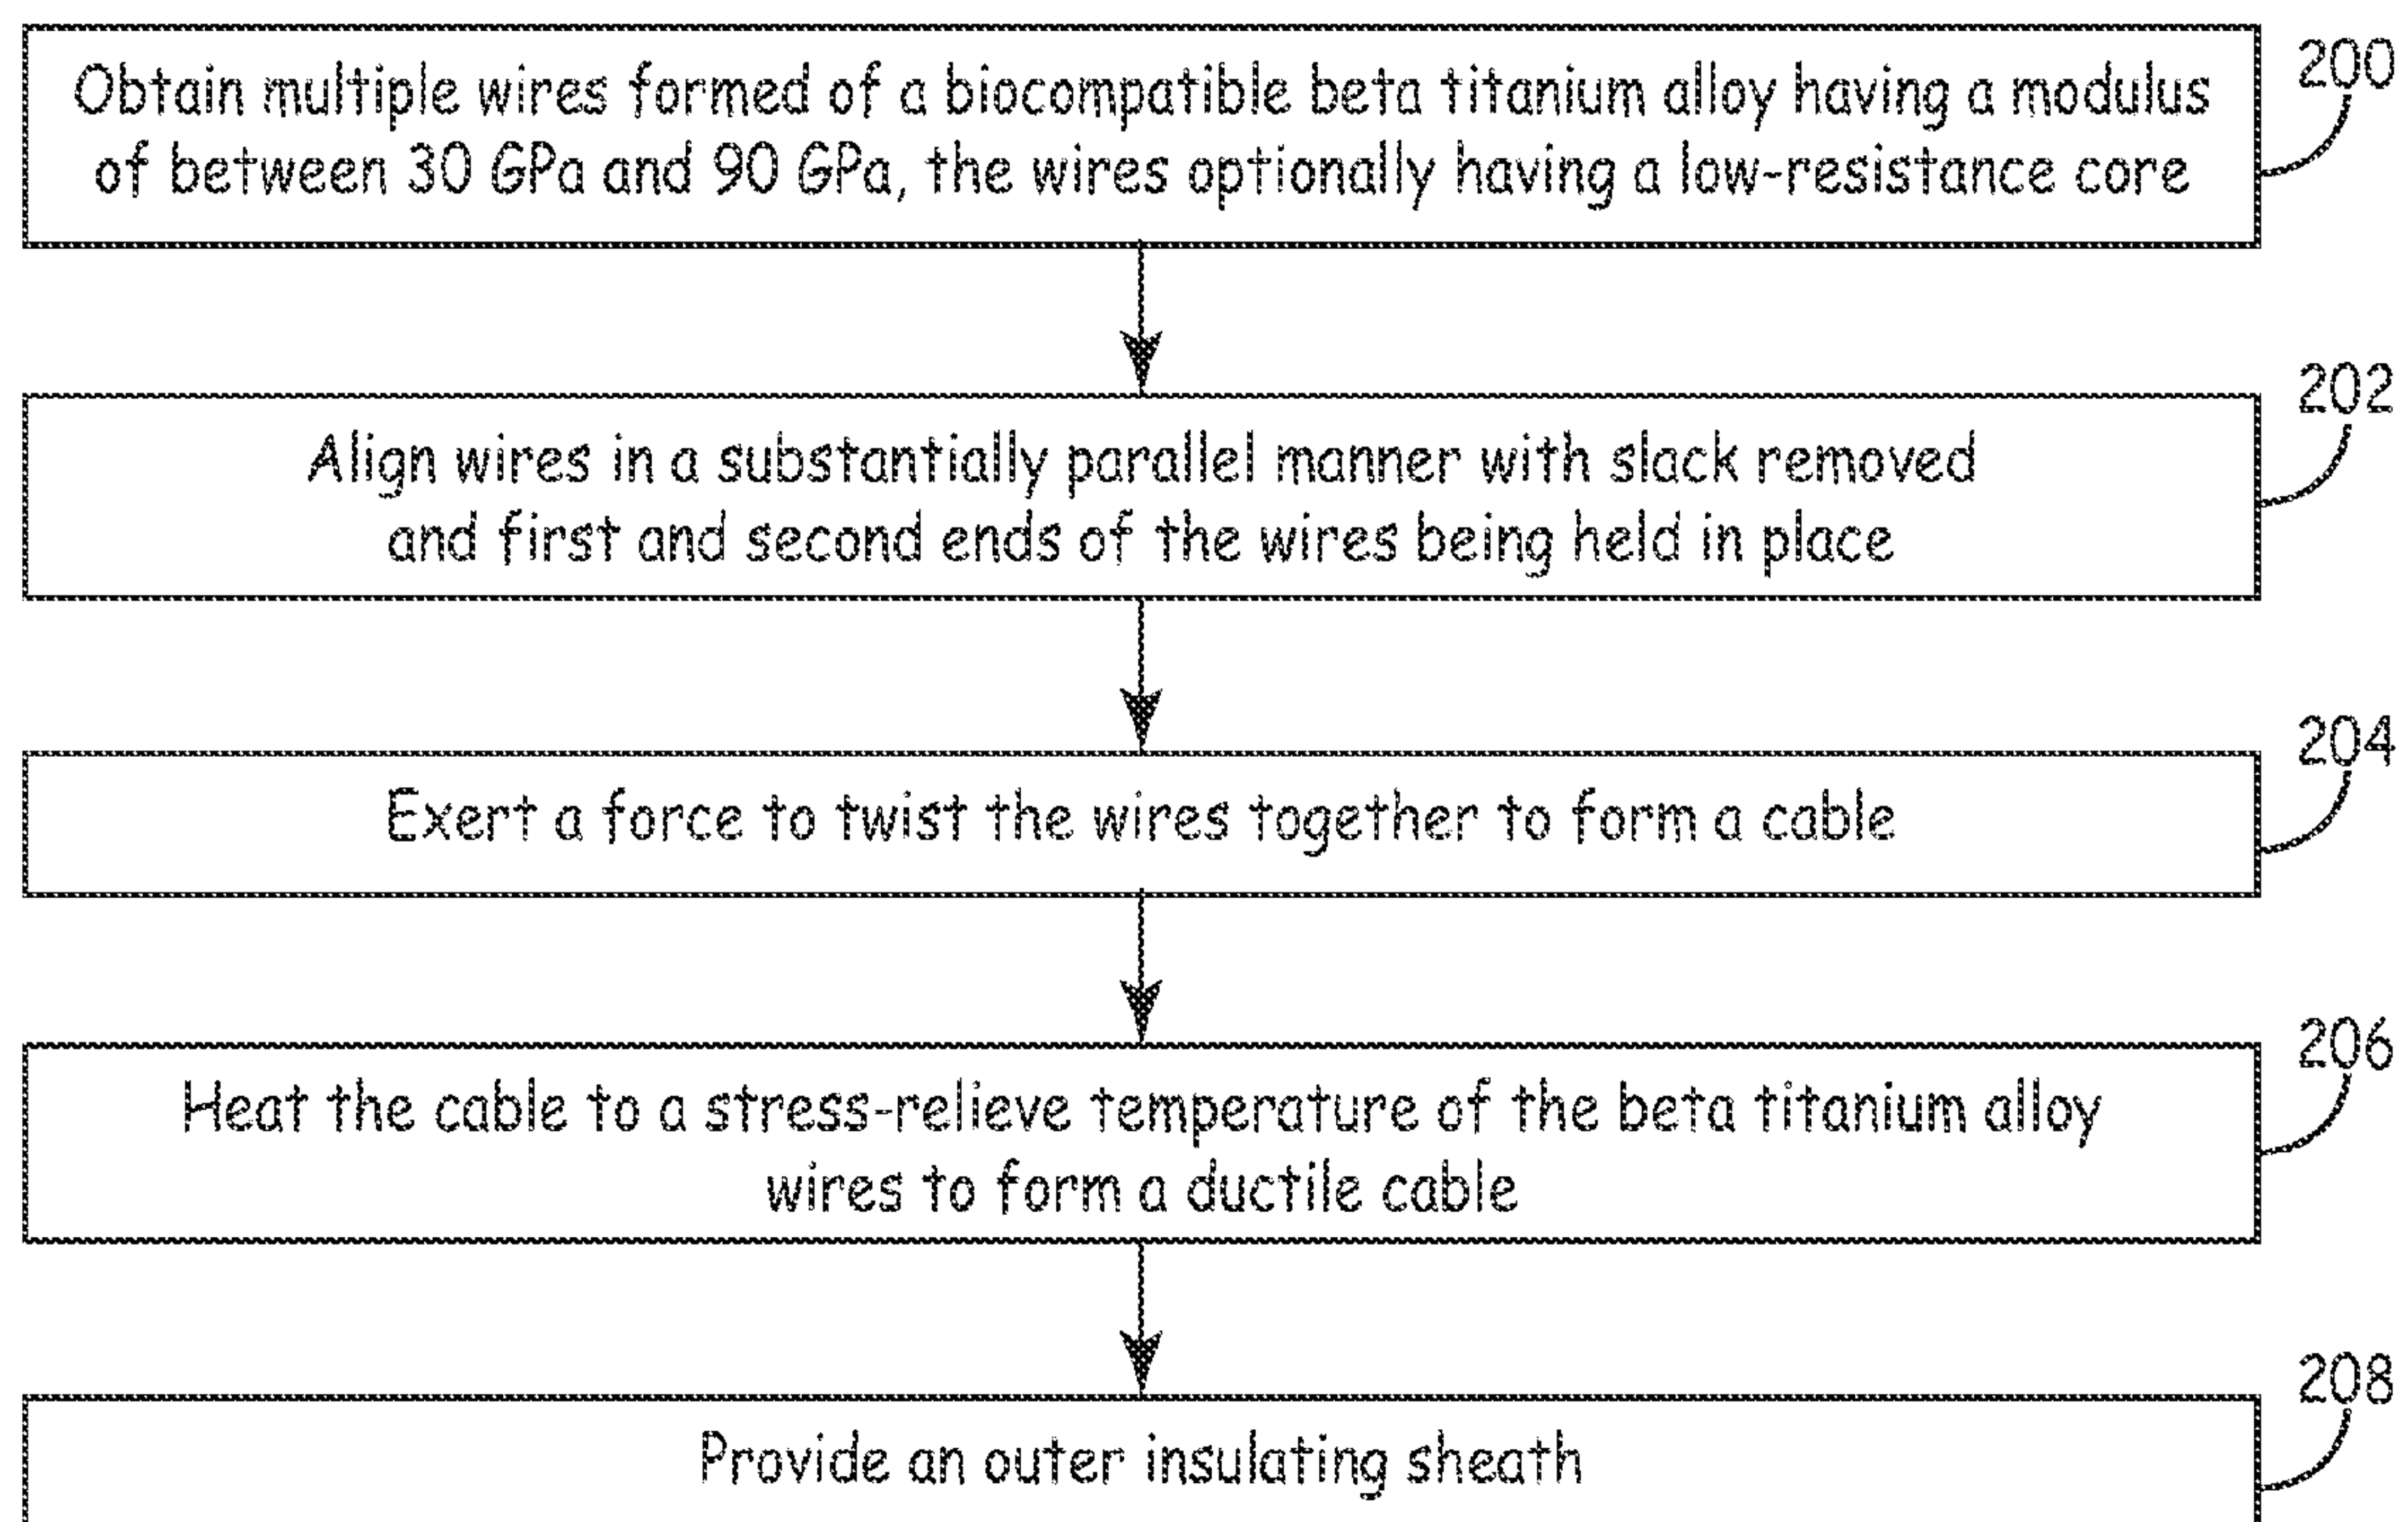 Obtain multiple wires formed of a biocompatible beta titanium alloy having a modulus
of between 30 GPa and 90 GPa, the wires optionally having a low-resistance core
200
Align wires in a substantially parallel manner with slack removed
and first and second ends of the wires being held in place
202
Exert a force to twist the wires together to form a cable
204
Heat the cable to a stress-relieve temperature of the beta titanium alloy
wires to form a ductile cable
206
Provide an outer insulating sheath
208